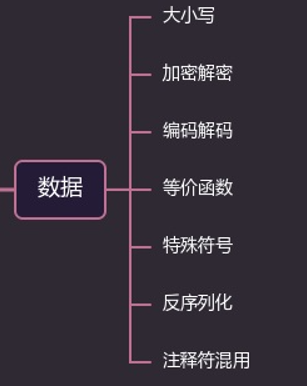 数据
大小写
加密解密
编码解码
等价函数
特殊符号
反序列化
注释符混用